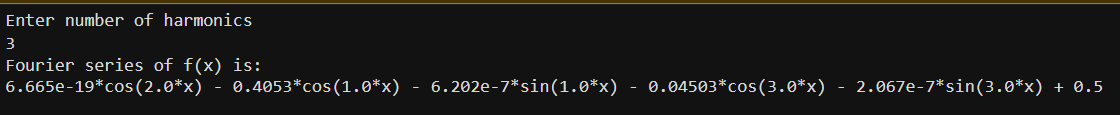 Enter number of harmonics
3
Fourier series of f(x) is:
6.665e-19*cos(2.0*x) - 0.4053*cos(1.0*x) - 6.202e-7*sin(1.0*x) - 0.04503*cos(3.0*x) - 2.067e-7*sin(3.0*x) + 0.5